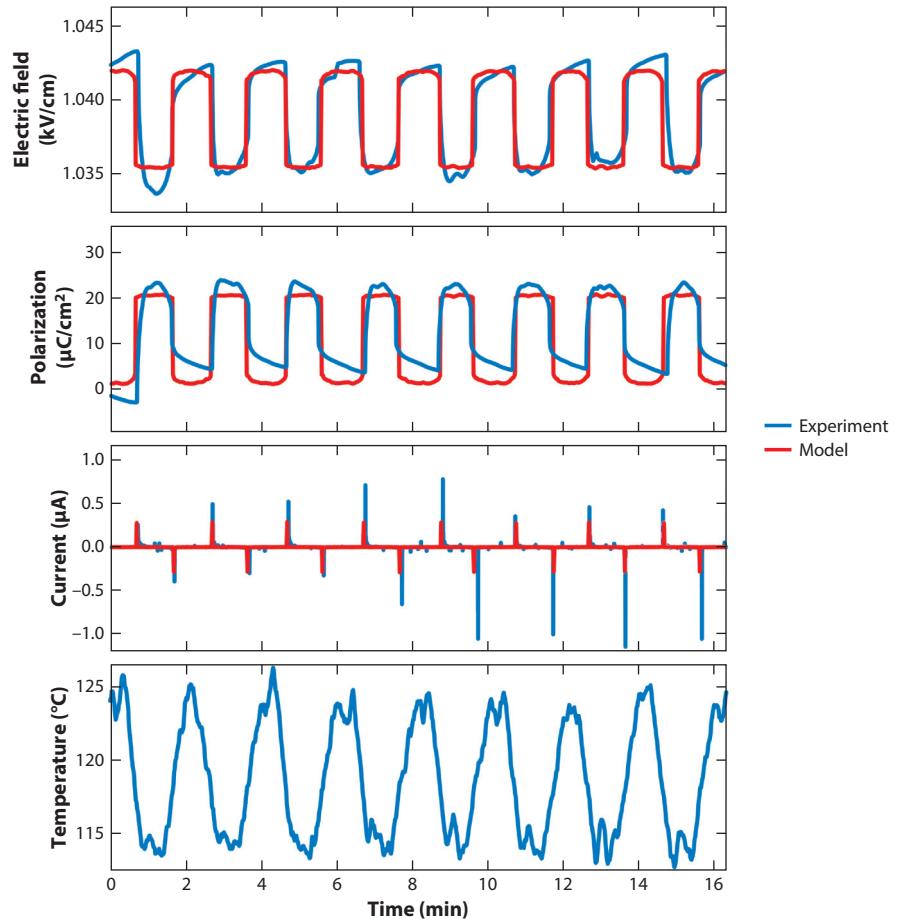 1.045
1.040
1.035
Electric field
(kV/cm)
30
20
10
0
Polarization
(µC/cm²)
Experiment
Model
1.0
0.5
0.0
–0.5
–1.0
Current (µA)
125
120
115
Temperature (°C)
0 2 4 6 8 10 12 14 16
Time (min)